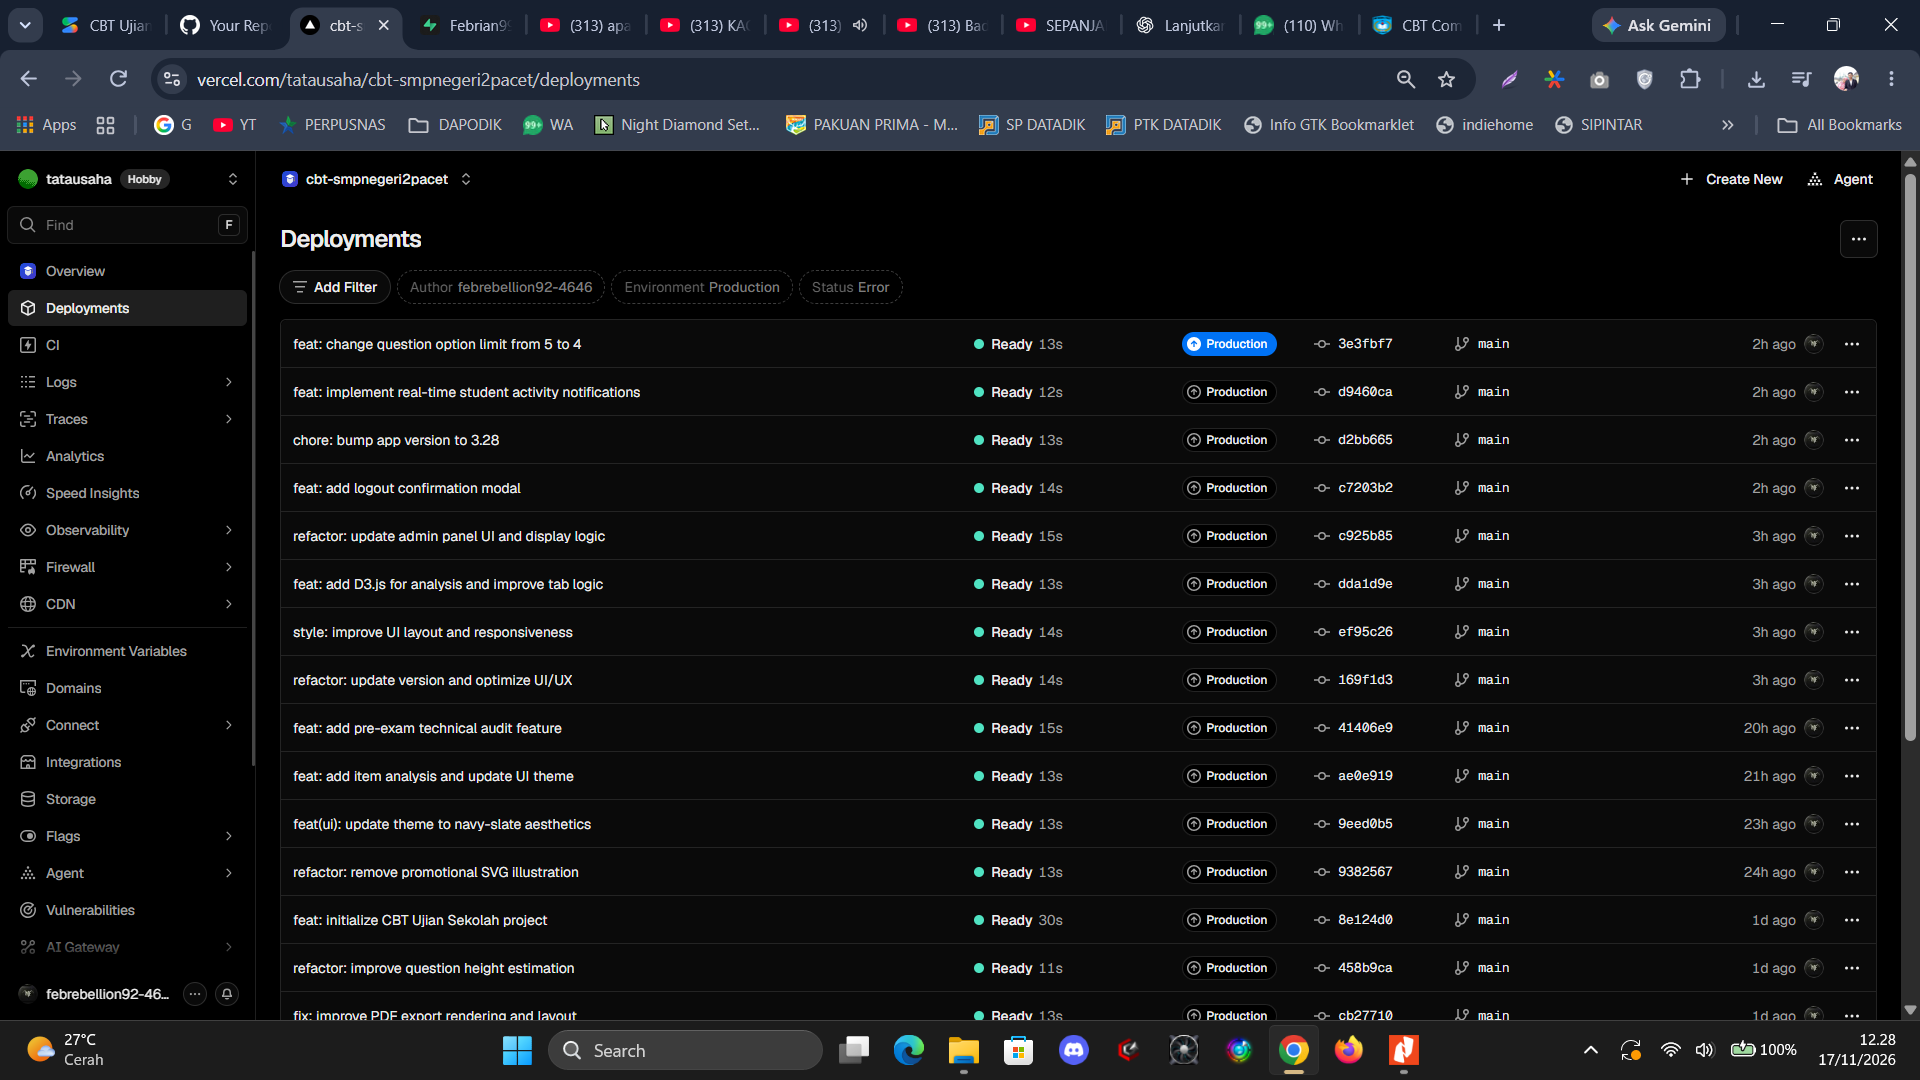 CBT Ujian
Your Rep
cbt-s
Febrian9
(313) apa
(313) KA
(313)
(313) Bac
SEPANJA
Lanjutkan
(110) Wh
CBT Com
Ask Gemini
vercel.com/tatausaha/cbt-smpnegeri2pacet/deployments
Apps
G
YT
PERPUSNAS
DAPODIK
99+
WA
Night Diamond Set...
PAKUAN PRIMA - M...
SP DATADIK
PTK DATADIK
Info GTK Bookmarklet
indiehome
SIPINTAR
All Bookmarks
tatausaha
Hobby
cbt-smpnegeri2pacet
Create New
Agent
Find
F
Deployments
Overview
Deployments
CI
Logs
Traces
Analytics
Speed Insights
Observability
Firewall
CDN
Environment Variables
Domains
Connect
Integrations
Storage
Flags
Agent
Vulnerabilities
AI Gateway
febrebellion92-46...
Add Filter
Author febrebellion92-4646
Environment Production
Status Error
feat: change question option limit from 5 to 4 Ready 13s Production 3e3fbf7 main 2h ago
feat: implement real-time student activity notifications Ready 12s Production d9460ca main 2h ago
chore: bump app version to 3.28 Ready 13s Production d2bb665 main 2h ago
feat: add logout confirmation modal Ready 14s Production c7203b2 main 2h ago
refactor: update admin panel UI and display logic Ready 15s Production c925b85 main 3h ago
feat: add D3.js for analysis and improve tab logic Ready 13s Production dda1d9e main 3h ago
style: improve UI layout and responsiveness Ready 14s Production ef95c26 main 3h ago
refactor: update version and optimize UI/UX Ready 14s Production 169f1d3 main 3h ago
feat: add pre-exam technical audit feature Ready 15s Production 41406e9 main 20h ago
feat: add item analysis and update UI theme Ready 13s Production ae0e919 main 21h ago
feat(ui): update theme to navy-slate aesthetics Ready 13s Production 9eed0b5 main 23h ago
refactor: remove promotional SVG illustration Ready 13s Production 9382567 main 24h ago
feat: initialize CBT Ujian Sekolah project Ready 30s Production 8e124d0 main 1d ago
refactor: improve question height estimation Ready 11s Production 458b9ca main 1d ago
fix: improve PDF export rendering and layout Ready 13s Production cb27710 main 1d ago
27°C
Cerah
Search
100%
12.28
17/11/2026